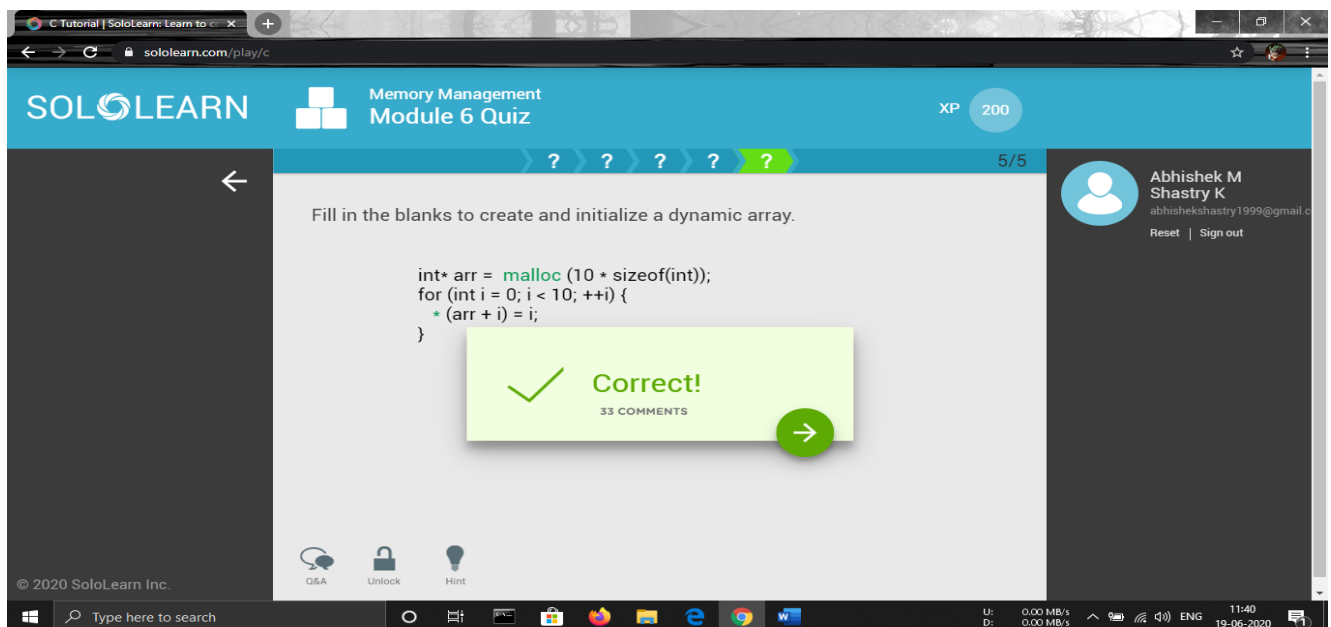 C Tutorial | SoloLearn: Learn to c
sololearn.com/play/c
SOLOLEARN
Memory Management
Module 6 Quiz
XP 200
? ? ? ? ?
5/5
Abhishek M
Shastry K
abhishekshastry1999@gmail.c
Reset | Sign out
Fill in the blanks to create and initialize a dynamic array.
int* arr = malloc (10 * sizeof(int));
for (int i = 0; i < 10; ++i) {
* (arr + i) = i;
}
Correct!
33 COMMENTS
Q&A Unlock Hint
© 2020 SoloLearn Inc.
Type here to search
U: 0.00 MB/s
D: 0.00 MB/s
ENG
11:40
19-06-2020